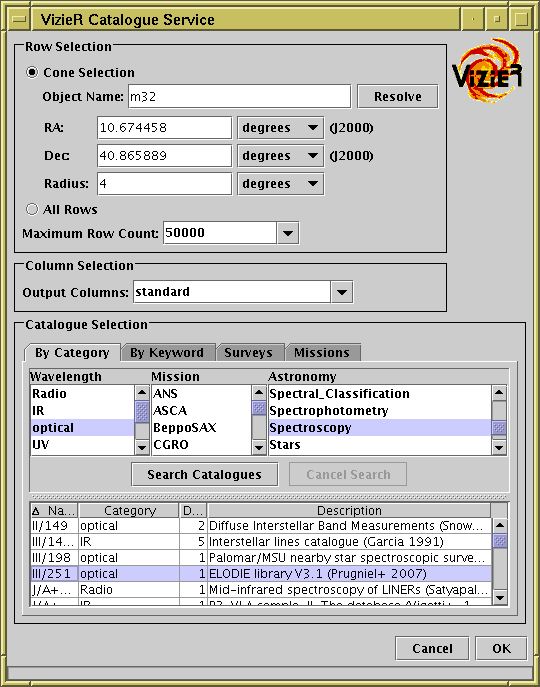 VizieR Catalogue Service
Row Selection
VizieR
Cone Selection
Object Name: m32 Resolve
RA: 10.674458 degrees (J2000)
Dec: 40.865889 degrees (J2000)
Radius: 4 degrees
All Rows
Maximum Row Count: 50000
Column Selection
Output Columns: standard
Catalogue Selection
By Category By Keyword Surveys Missions
Wavelength Mission Astronomy
Radio ANS Spectral_Classification
IR ASCA Spectrophotometry
optical BeppoSAX Spectroscopy
UV CGRO Stars
Search Catalogues Cancel Search
Δ Na... Category D... Description
II/149 optical 2 Diffuse Interstellar Band Measurements (Snow...
III/14... IR 5 Interstellar lines catalogue (Garcia 1991)
III/198 optical 1 Palomar/MSU nearby star spectroscopic surve...
III/251 optical 1 ELODIE library V3.1 (Prugniel+ 2007)
J/A+... Radio 1 Mid-infrared spectroscopy of LINERs (Satyapal...
J/A+... IR 1
Cancel OK